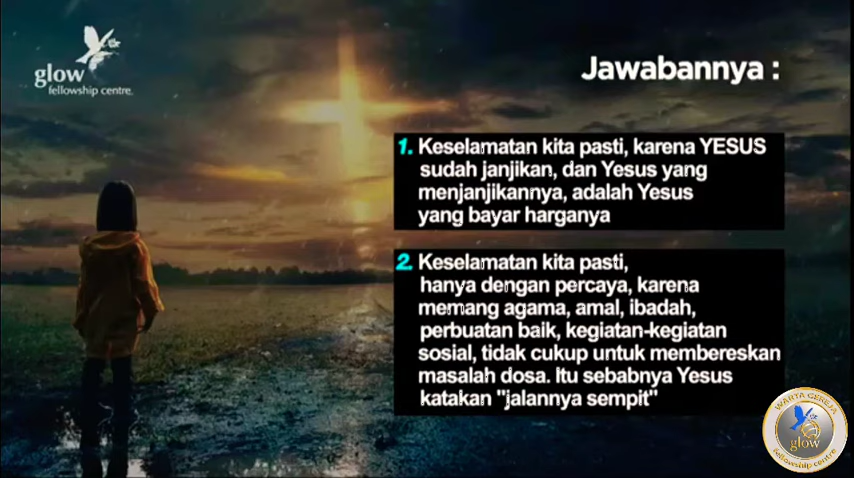 glow
fellowship centre.
Jawabannya :
1. Keselamatan kita pasti, karena YESUS
sudah janjikan, dan Yesus yang
menjanjikannya, adalah Yesus
yang bayar harganya
2. Keselamatan kita pasti,
hanya dengan percaya, karena
memang agama, amal, ibadah,
perbuatan baik, kegiatan-kegiatan
sosial, tidak cukup untuk membereskan
masalah dosa. Itu sebabnya Yesus
katakan "jalannya sempit"
WARTA GEREJA
glow
fellowship centre